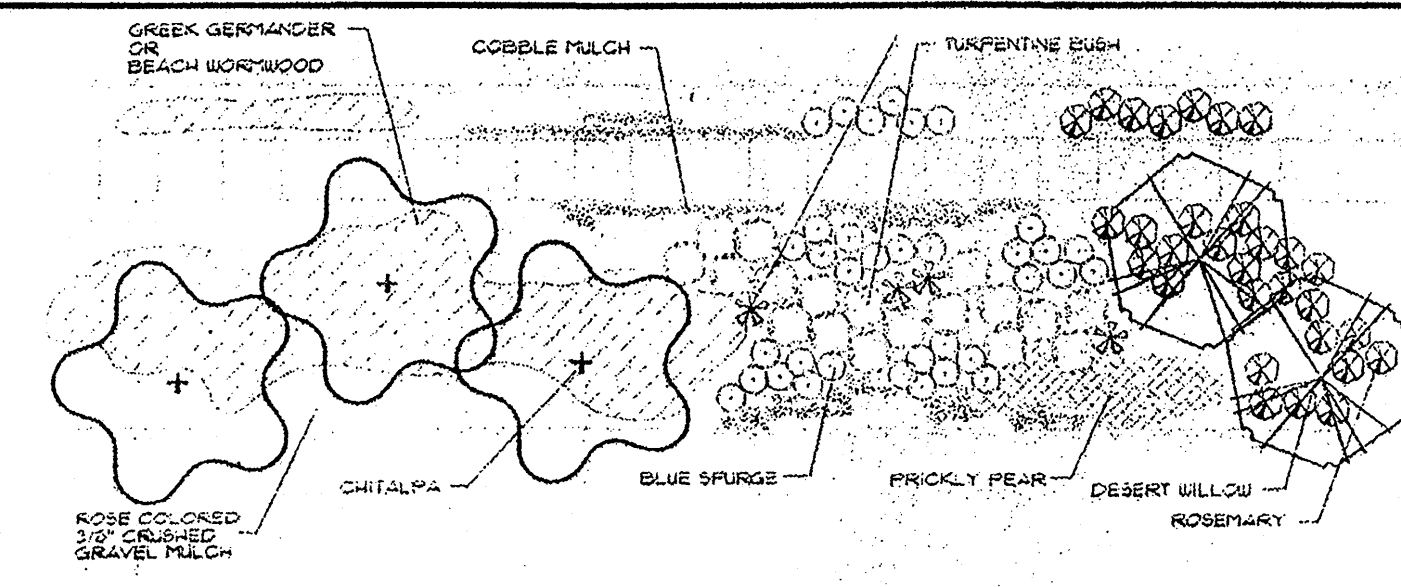 GREEK GERMANDER
OR
BEACH WORMWOOD
COBBLE MULCH
TURPENTINE BUSH
CHITALPA
BLUE SPURGE
PRICKLY PEAR
DESERT WILLOW
ROSEMARY
ROSE COLORED
3/8" CRUSHED
GRAVEL MULCH